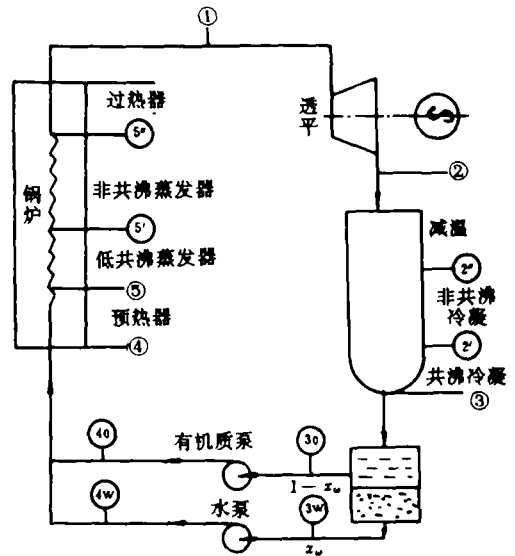 ①
过热器
透平
5″
②
锅炉
非共沸蒸发器
减温
5′
2″
低共沸蒸发器
非共沸
冷凝
⑤
预热器
2′
④
共沸冷凝
③
40
有机质泵
30
1－xω
4W
水泵
3W
xω